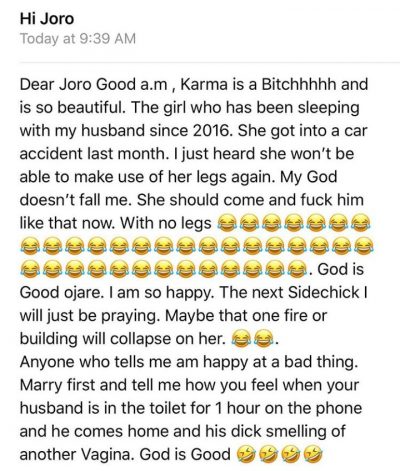 Hi Joro
Today at 9:39 AM
Dear Joro Good a.m , Karma is a Bitchhhhh and
is so beautiful. The girl who has been sleeping
with my husband since 2016. She got into a car
accident last month. I just heard she won’t be
able to make use of her legs again. My God
doesn’t fall me. She should come and fuck him
like that now. With no legs 😂😂😂😂😂😂😂
😂😂😂😂😂😂😂😂😂😂😂😂😂😂😂😂
😂😂😂😂😂😂😂😂😂😂😂😂😂. God is
Good ojare. I am so happy. The next Sidechick I
will just be praying. Maybe that one fire or
building will collapse on her. 😂😂.
Anyone who tells me am happy at a bad thing.
Marry first and tell me how you feel when your
husband is in the toilet for 1 hour on the phone
and he comes home and his dick smelling of
another Vagina. God is Good 🤣🤣🤣🤣